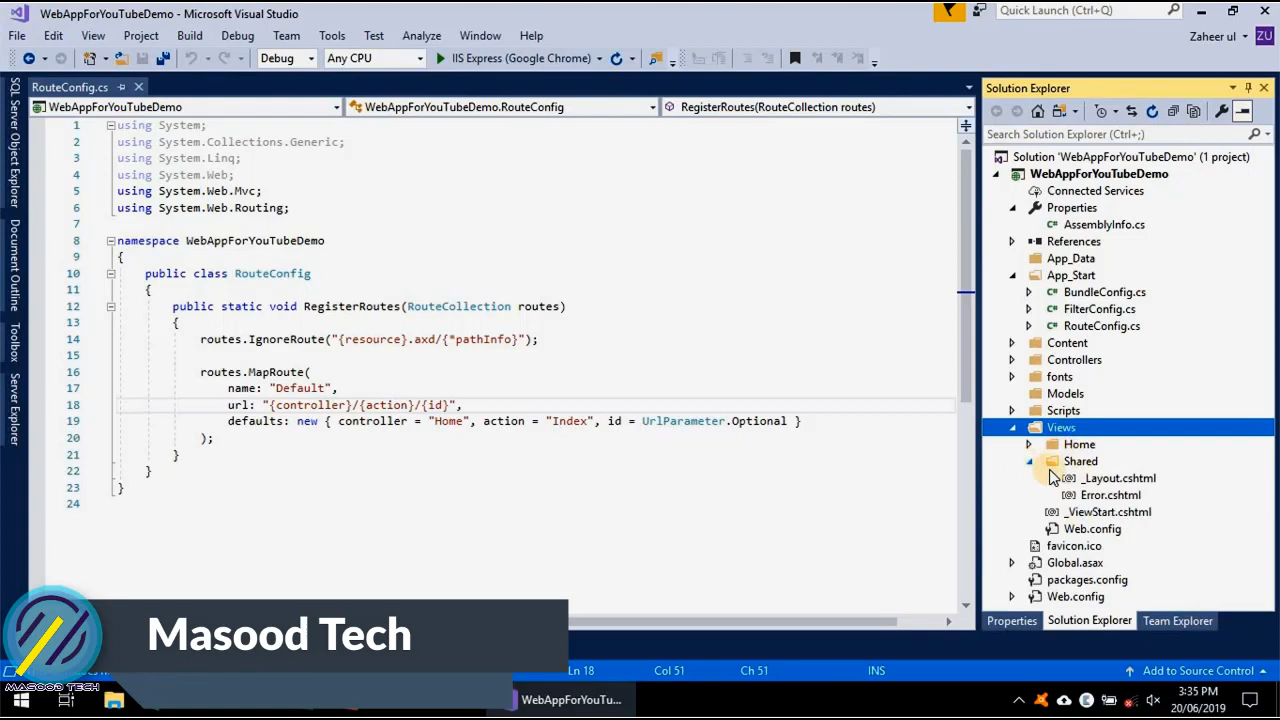 WebAppForYouTubeDemo - Microsoft Visual Studio
Quick Launch (Ctrl+Q)
File Edit View Project Build Debug Team Tools Test Analyze Window Help
Zaheer ul ZU
Debug Any CPU IIS Express (Google Chrome)
RouteConfig.cs
WebAppForYouTubeDemo WebAppForYouTubeDemo.RouteConfig RegisterRoutes(RouteCollection routes)
SQL Server Object Explorer
Document Outline
Toolbox
Server Explorer
1 using System;
2 using System.Collections.Generic;
3 using System.Linq;
4 using System.Web;
5 using System.Web.Mvc;
6 using System.Web.Routing;
7
8 namespace WebAppForYouTubeDemo
9 {
10 public class RouteConfig
11 {
12 public static void RegisterRoutes(RouteCollection routes)
13 {
14 routes.IgnoreRoute("{resource}.axd/{*pathInfo}");
15
16 routes.MapRoute(
17 name: "Default",
18 url: "{controller}/{action}/{id}",
19 defaults: new { controller = "Home", action = "Index", id = UrlParameter.Optional }
20 );
21 }
22 }
23 }
24
Solution Explorer
Search Solution Explorer (Ctrl+;)
Solution 'WebAppForYouTubeDemo' (1 project)
WebAppForYouTubeDemo
Connected Services
Properties
C# AssemblyInfo.cs
References
App_Data
App_Start
C# BundleConfig.cs
C# FilterConfig.cs
C# RouteConfig.cs
Content
Controllers
fonts
Models
Scripts
Views
Home
Shared
[@] _Layout.cshtml
[@] Error.cshtml
[@] _ViewStart.cshtml
Web.config
favicon.ico
Global.asax
packages.config
Web.config
Properties Solution Explorer Team Explorer
Masood Tech
MASOOD TECH
Ln 18 Col 51 Ch 51 INS Add to Source Control
WebAppForYouTu...
3:35 PM
20/06/2019